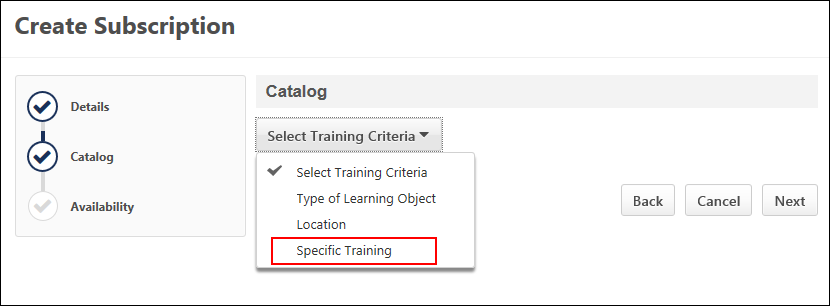 Create Subscription
Details
Catalog
Availability
Catalog
Select Training Criteria
Select Training Criteria
Type of Learning Object
Location
Specific Training
Back Cancel Next